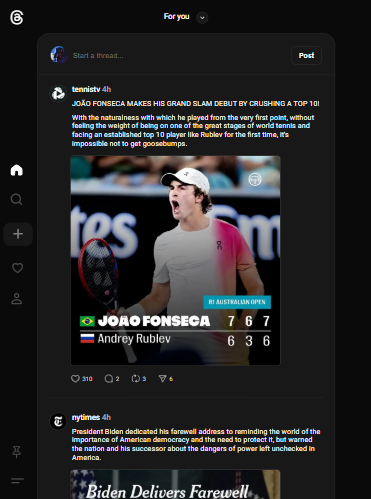 For you
Start a thread...
Post
tennistv 4h
JOÃO FONSECA MAKES HIS GRAND SLAM DEBUT BY CRUSHING A TOP 10!
With the naturalness with which he played from the very first point, without
feeling the weight of being on one of the great stages of world tennis and
facing an established top 10 player like Rublev for the first time, it's
impossible not to get goosebumps.
R1 AUSTRALIAN OPEN
JOÃO FONSECA 7 6 7
Andrey Rublev 6 3 6
310 2 3 6
nytimes 4h
President Biden dedicated his farewell address to reminding the world of the
importance of American democracy and the need to protect it, but warned
the nation and his successor about the dangers of power left unchecked in
America.
Biden Delivers Farewell